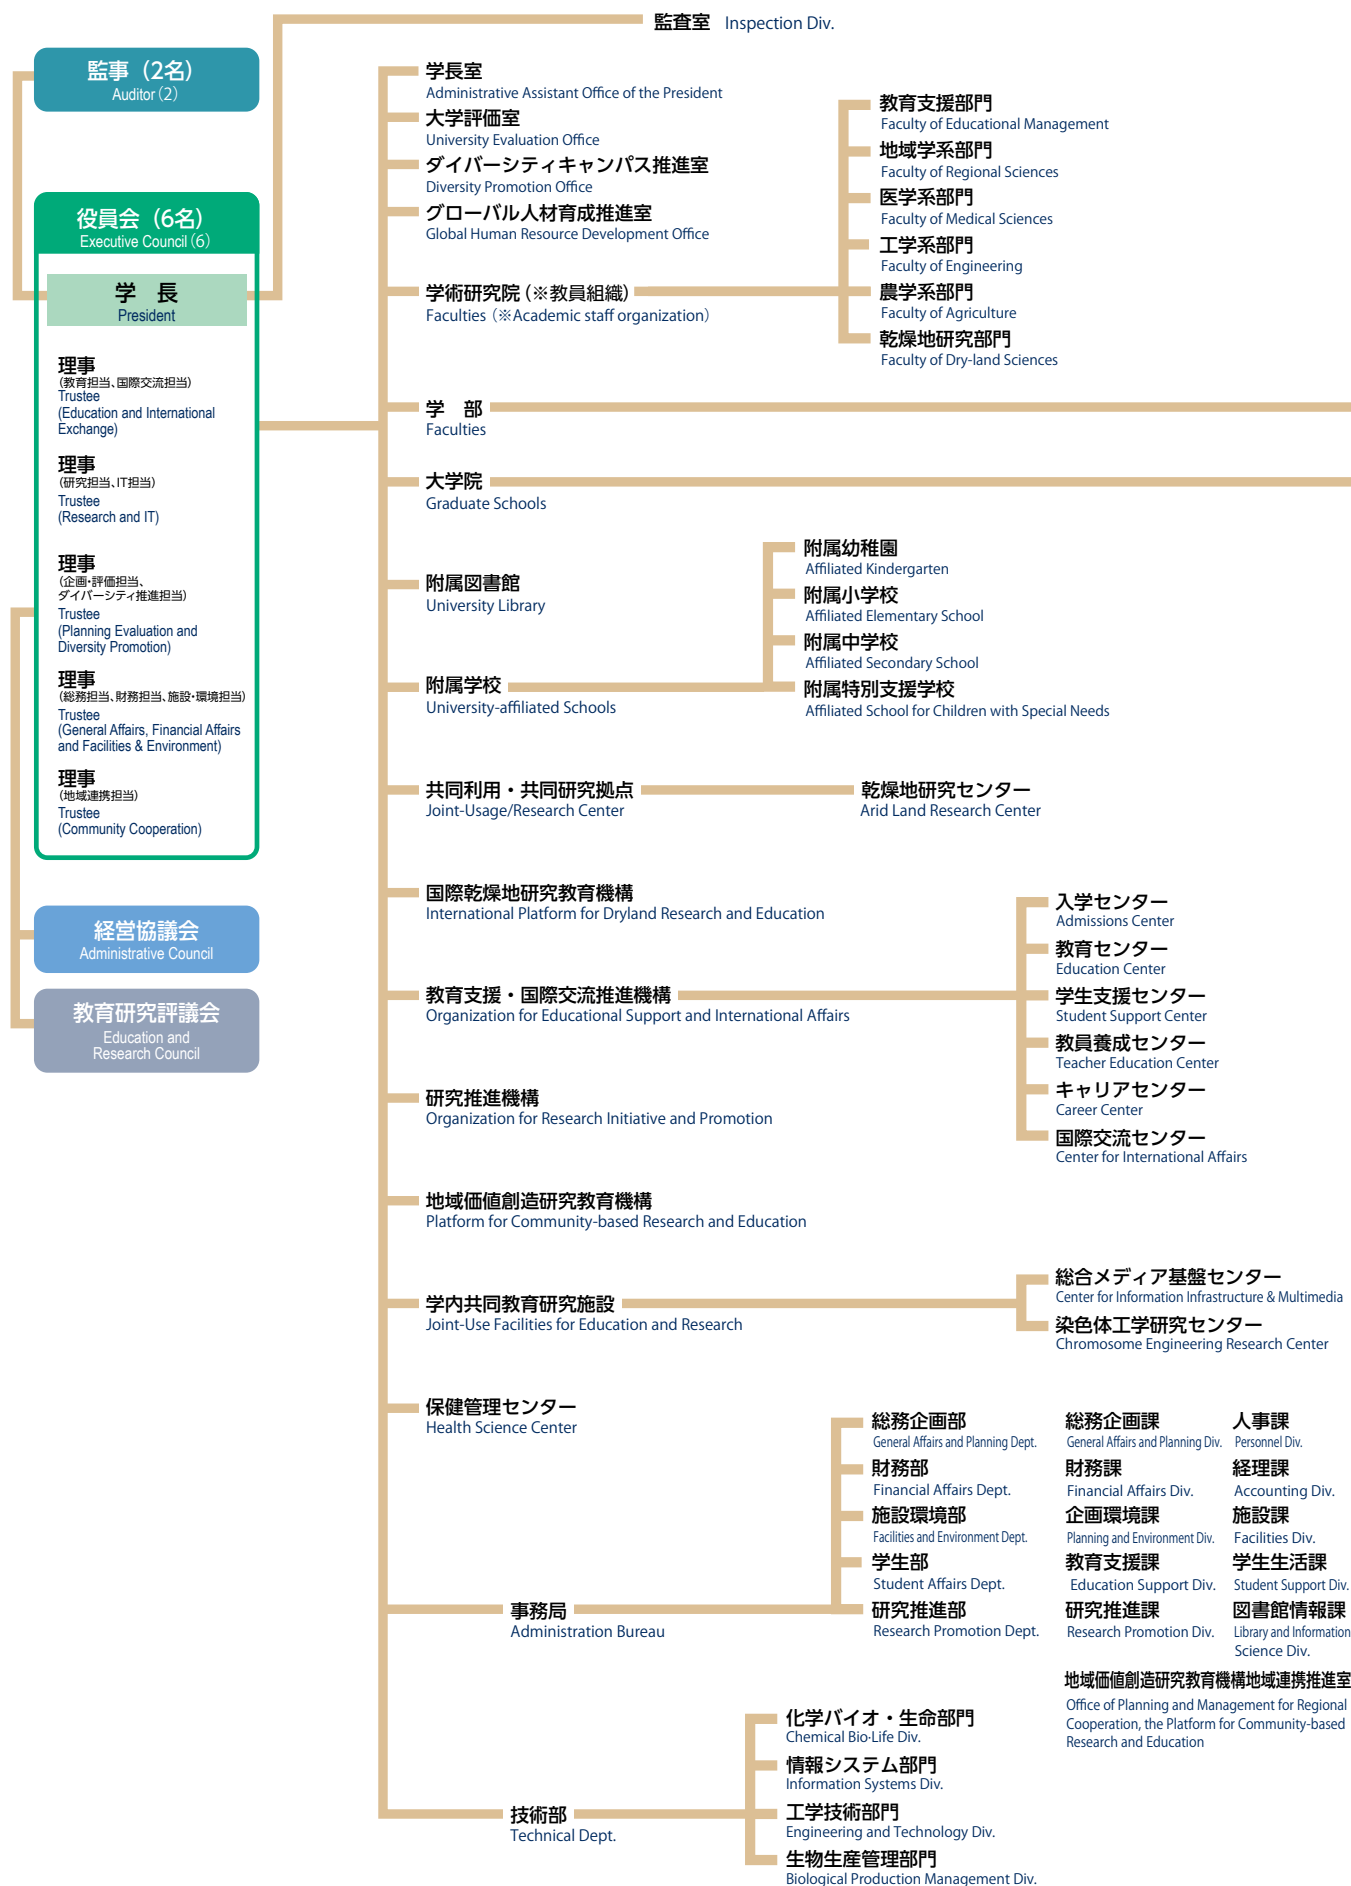 監査室 Inspection Div.
監事（2名）
Auditor（2）
役員会（6名）
Executive Council（6）
学　長
President
理事
（教育担当、国際交流担当）
Trustee
(Education and International
Exchange)
理事
（研究担当、IT担当）
Trustee
(Research and IT)
理事
（企画・評価担当、
ダイバーシティ推進担当）
Trustee
(Planning Evaluation and
Diversity Promotion)
理事
（総務担当、財務担当、施設・環境担当）
Trustee
(General Affairs, Financial Affairs
and Facilities & Environment)
理事
（地域連携担当）
Trustee
(Community Cooperation)
経営協議会
Administrative Council
教育研究評議会
Education and
Research Council
学長室
Administrative Assistant Office of the President
大学評価室
University Evaluation Office
ダイバーシティキャンパス推進室
Diversity Promotion Office
グローバル人材育成推進室
Global Human Resource Development Office
学術研究院（※教員組織）
Faculties（※Academic staff organization）
教育支援部門
Faculty of Educational Management
地域学系部門
Faculty of Regional Sciences
医学系部門
Faculty of Medical Sciences
工学系部門
Faculty of Engineering
農学系部門
Faculty of Agriculture
乾燥地研究部門
Faculty of Dry-land Sciences
学　部
Faculties
大学院
Graduate Schools
附属図書館
University Library
附属学校
University-affiliated Schools
附属幼稚園
Affiliated Kindergarten
附属小学校
Affiliated Elementary School
附属中学校
Affiliated Secondary School
附属特別支援学校
Affiliated School for Children with Special Needs
共同利用・共同研究拠点
Joint-Usage/Research Center
乾燥地研究センター
Arid Land Research Center
国際乾燥地研究教育機構
International Platform for Dryland Research and Education
教育支援・国際交流推進機構
Organization for Educational Support and International Affairs
入学センター
Admissions Center
教育センター
Education Center
学生支援センター
Student Support Center
教員養成センター
Teacher Education Center
キャリアセンター
Career Center
国際交流センター
Center for International Affairs
研究推進機構
Organization for Research Initiative and Promotion
地域価値創造研究教育機構
Platform for Community-based Research and Education
学内共同教育研究施設
Joint-Use Facilities for Education and Research
総合メディア基盤センター
Center for Information Infrastructure & Multimedia
染色体工学研究センター
Chromosome Engineering Research Center
保健管理センター
Health Science Center
事務局
Administration Bureau
総務企画部 総務企画課 人事課
General Affairs and Planning Dept. General Affairs and Planning Div. Personnel Div.
財務部 財務課 経理課
Financial Affairs Dept. Financial Affairs Div. Accounting Div.
施設環境部 企画環境課 施設課
Facilities and Environment Dept. Planning and Environment Div. Facilities Div.
学生部 教育支援課 学生生活課
Student Affairs Dept. Education Support Div. Student Support Div.
研究推進部 研究推進課 図書館情報課
Research Promotion Dept. Research Promotion Div. Library and Information
Science Div.
地域価値創造研究教育機構地域連携推進室
Office of Planning and Management for Regional
Cooperation, the Platform for Community-based
Research and Education
技術部
Technical Dept.
化学バイオ・生命部門
Chemical Bio-Life Div.
情報システム部門
Information Systems Div.
工学技術部門
Engineering and Technology Div.
生物生産管理部門
Biological Production Management Div.